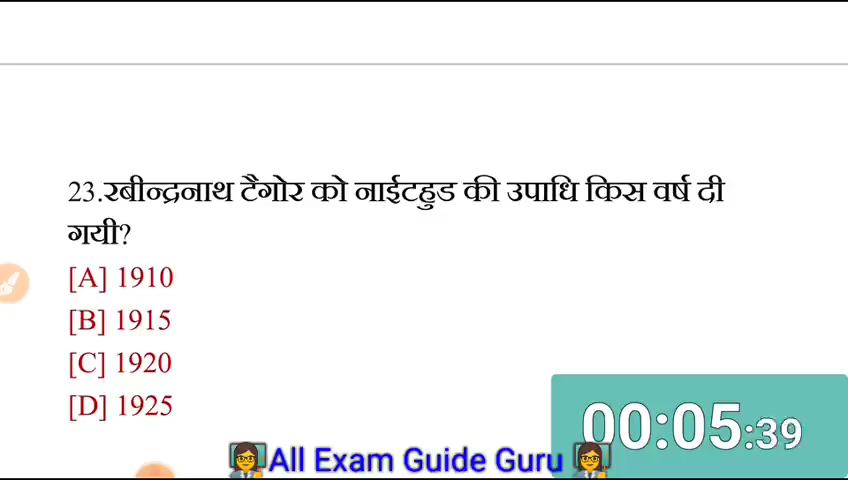 23.रबीन्द्रनाथ टैगोर को नाईटहुड की उपाधि किस वर्ष दी
गयी?
[A] 1910
[B] 1915
[C] 1920
[D] 1925
00:05:39
All Exam Guide Guru